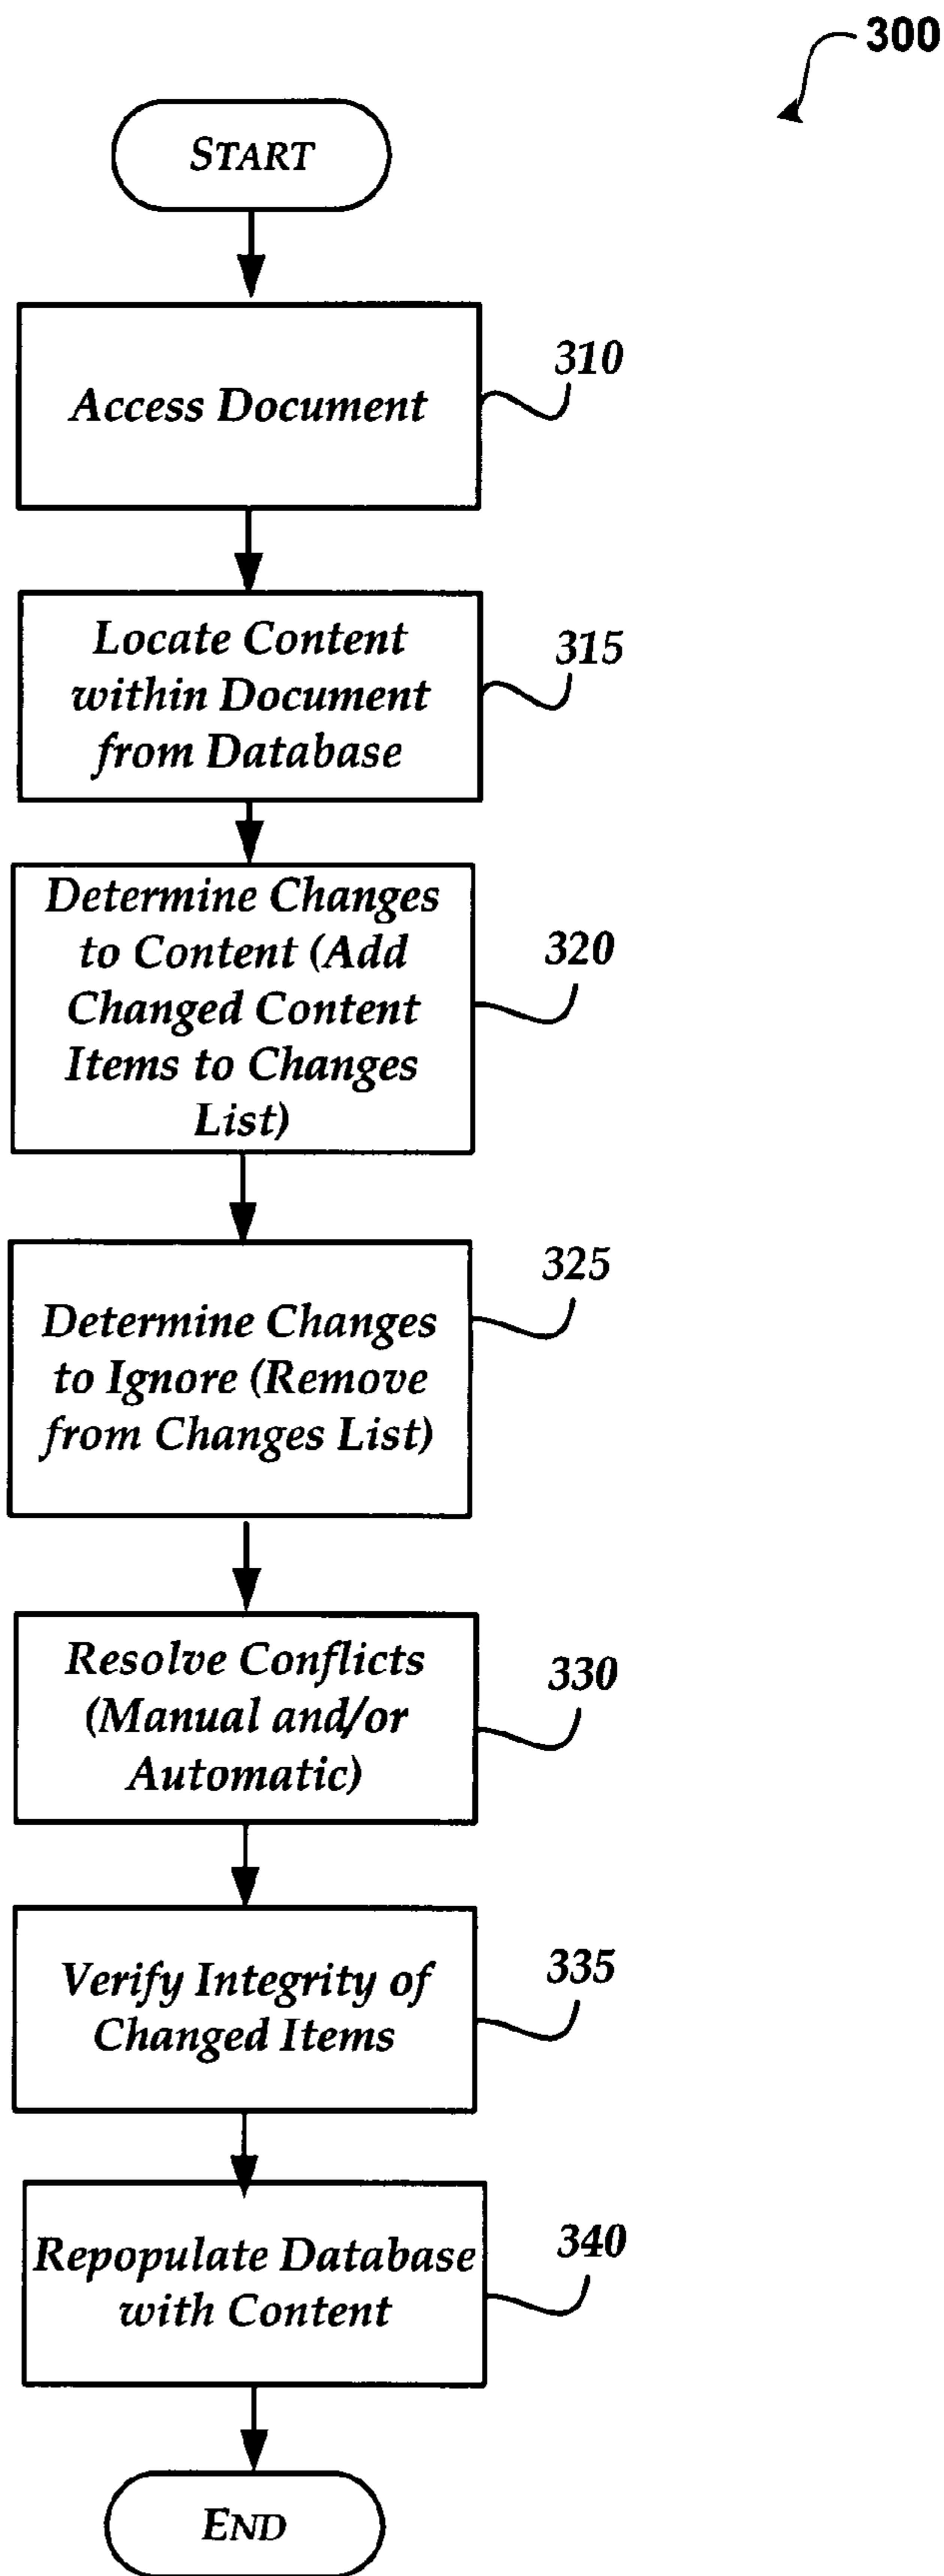 300
START
Access Document
310
Locate Content
within Document
from Database
315
Determine Changes
to Content (Add
Changed Content
Items to Changes
List)
320
Determine Changes
to Ignore (Remove
from Changes List)
325
Resolve Conflicts
(Manual and/or
Automatic)
330
Verify Integrity of
Changed Items
335
Repopulate Database
with Content
340
END